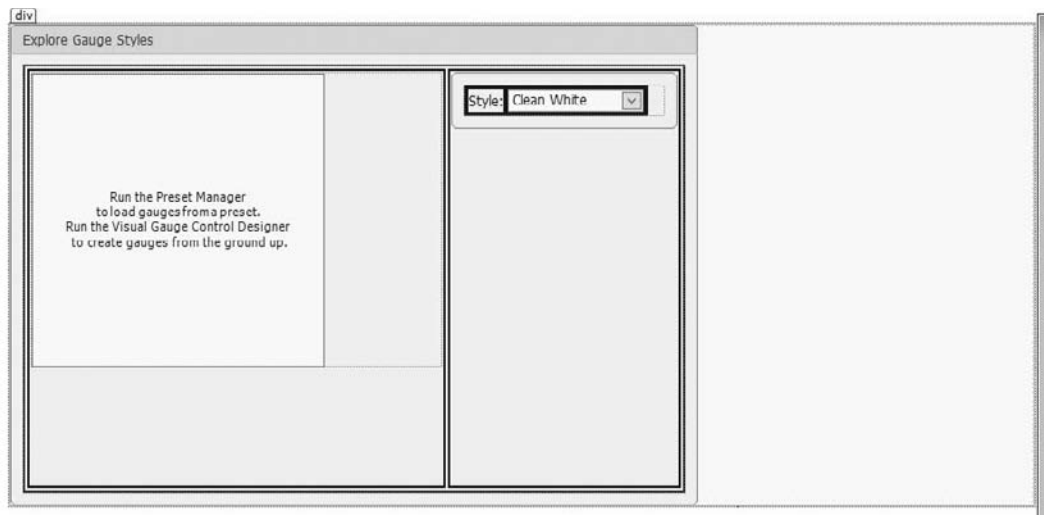 div
Explore Gauge Styles
Style: Clean White
Run the Preset Manager
to load gauges from a preset.
Run the Visual Gauge Control Designer
to create gauges from the ground up.